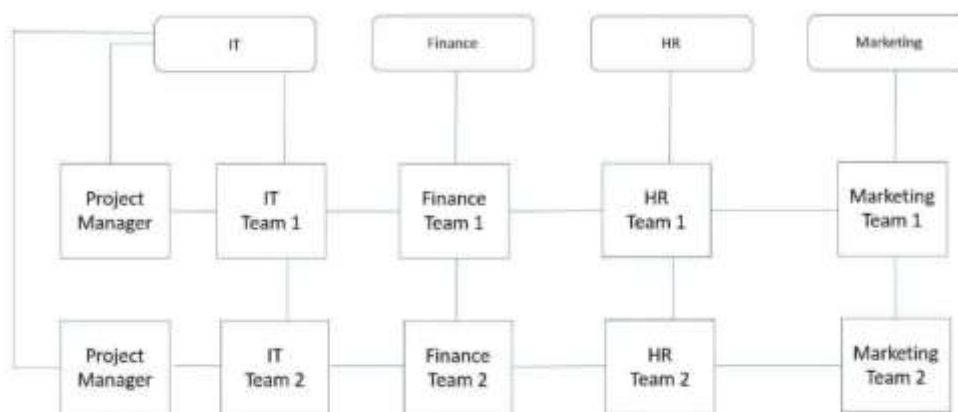 IT
Finance
HR
Marketing
Project
Manager
IT
Team 1
Finance
Team 1
HR
Team 1
Marketing
Team 1
Project
Manager
IT
Team 2
Finance
Team 2
HR
Team 2
Marketing
Team 2